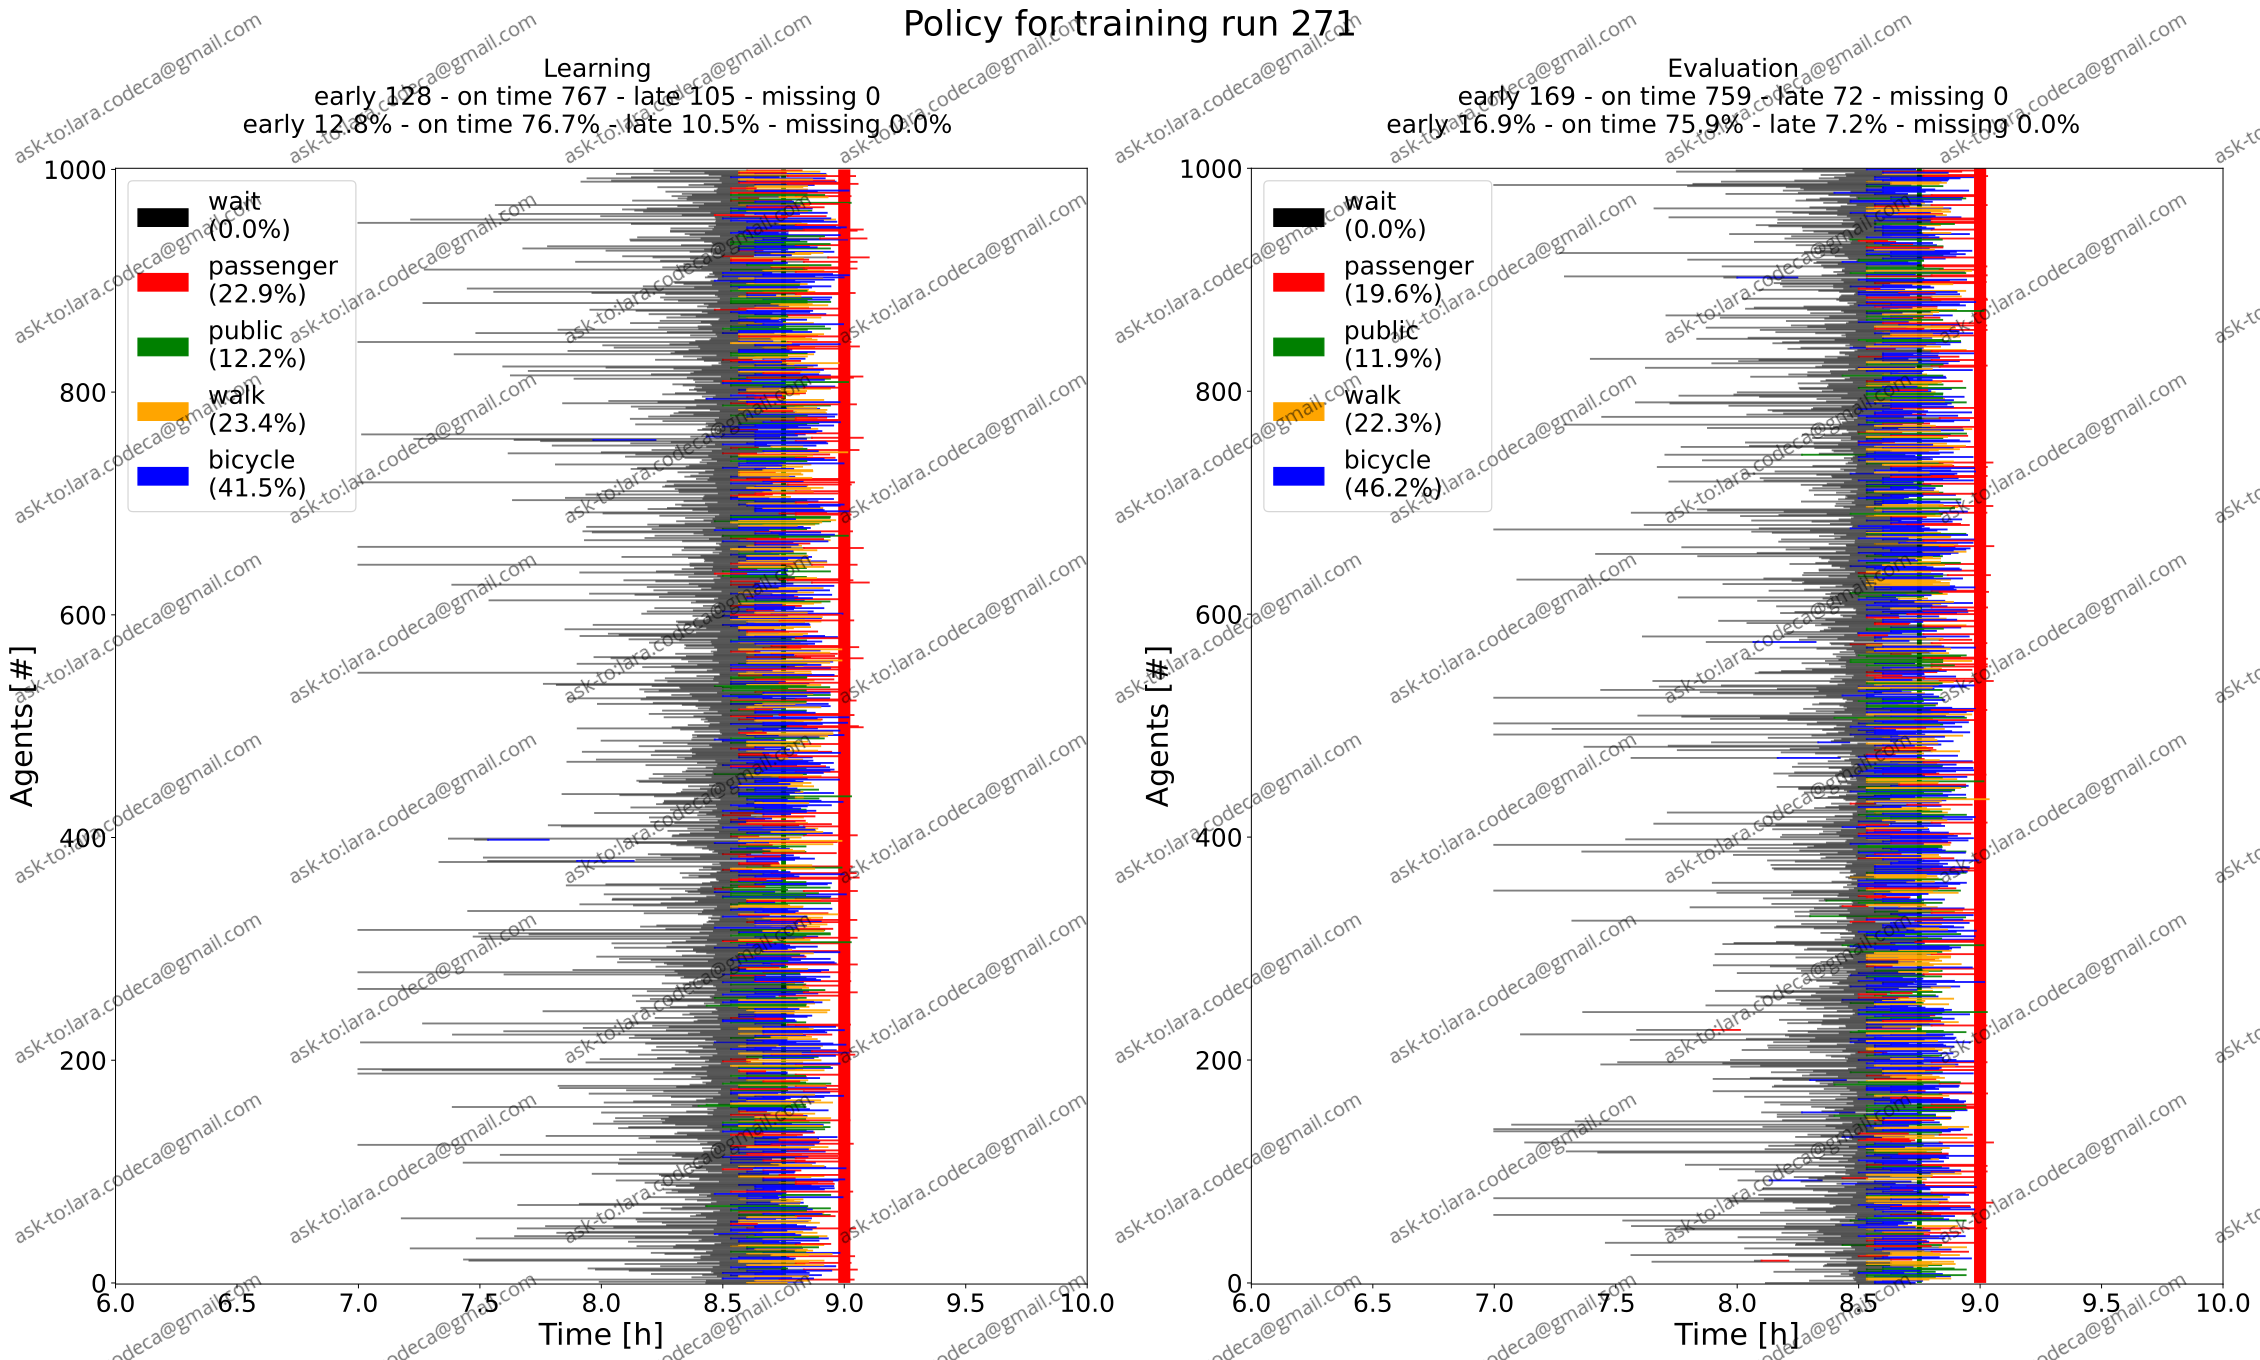 Policy for training run 271
Learning
early 128 - on time 767 - late 105 - missing 0
early 12.8% - on time 76.7% - late 10.5% - missing 0.0%
Evaluation
early 169 - on time 759 - late 72 - missing 0
early 16.9% - on time 75.9% - late 7.2% - missing 0.0%
wait
(0.0%)
passenger
(22.9%)
public
(12.2%)
walk
(23.4%)
bicycle
(41.5%)
1000
800
600
400
200
0
Agents [#]
6.0 6.5 7.0 7.5 8.0 8.5 9.0 9.5 10.0
Time [h]
wait
(0.0%)
passenger
(19.6%)
public
(11.9%)
walk
(22.3%)
bicycle
(46.2%)
1000
800
600
400
200
0
Agents [#]
6.0 6.5 7.0 7.5 8.0 8.5 9.0 9.5 10.0
Time [h]
ask-to:lara.codeca@gmail.com